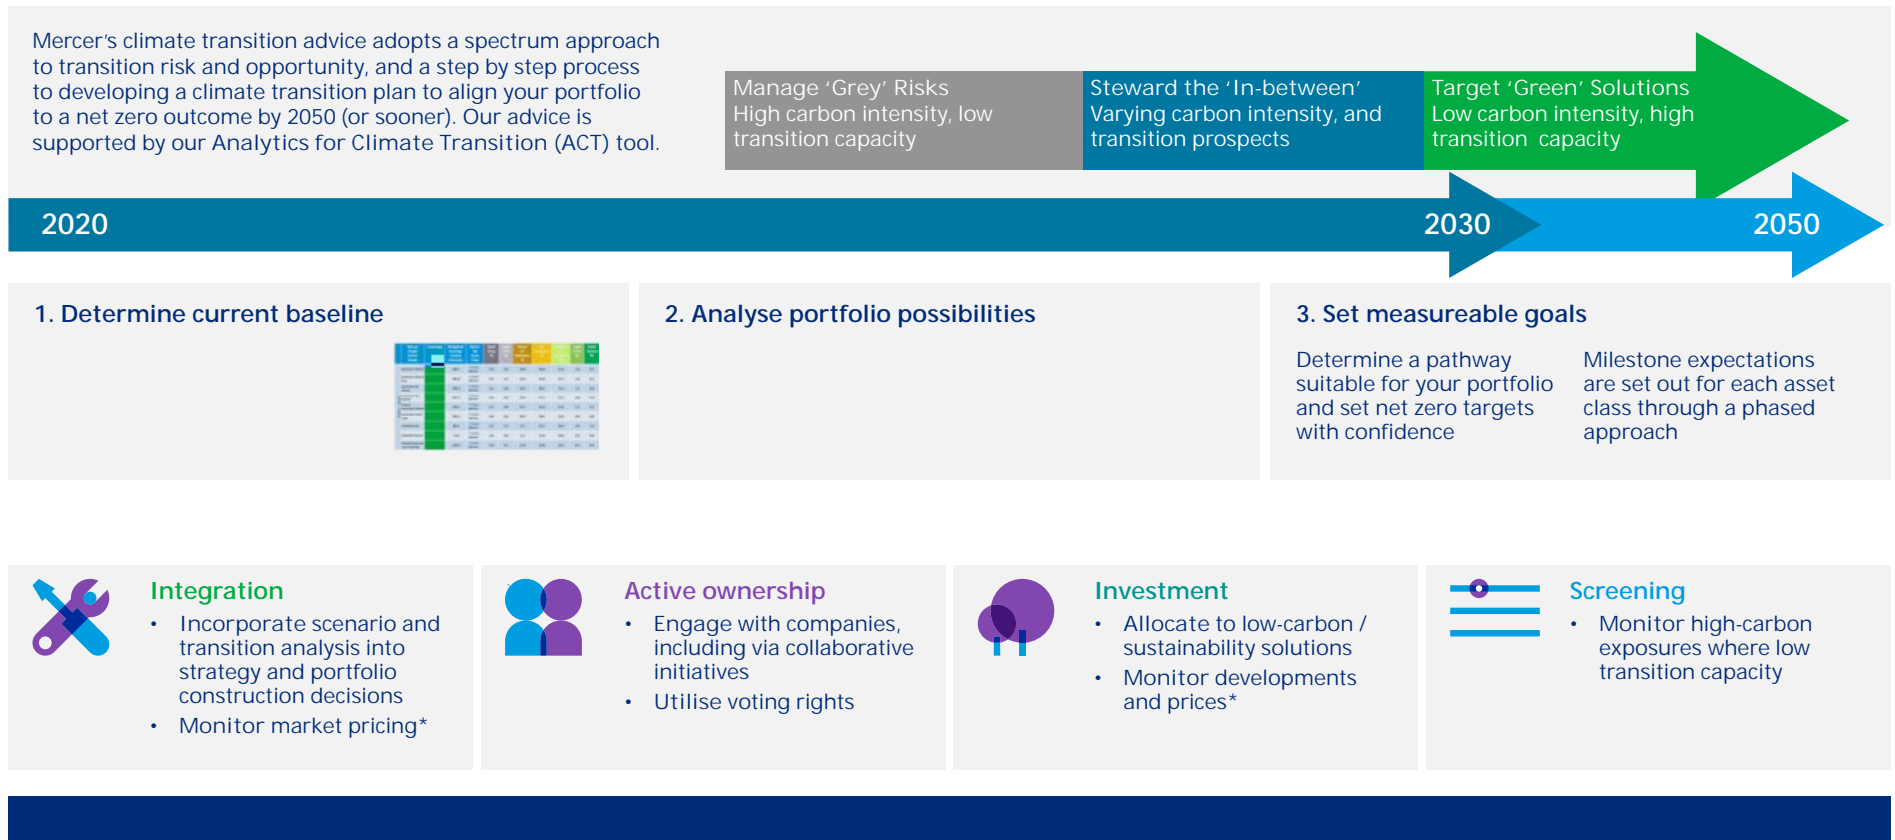 Mercer's climate transition advice adopts a spectrum approach
to transition risk and opportunity, and a step by step process
to developing a climate transition plan to align your portfolio
to a net zero outcome by 2050 (or sooner). Our advice is
supported by our Analytics for Climate Transition (ACT) tool.
Manage ‘Grey’ Risks
High carbon intensity, low
transition capacity
Steward the ‘In-between’
Varying carbon intensity, and
transition prospects
Target ‘Green’ Solutions
Low carbon intensity, high
transition capacity
2020
2030
2050
1. Determine current baseline
2. Analyse portfolio possibilities
3. Set measureable goals
Determine a pathway
suitable for your portfolio
and set net zero targets
with confidence
Milestone expectations
are set out for each asset
class through a phased
approach
Integration
• Incorporate scenario and
transition analysis into
strategy and portfolio
construction decisions
• Monitor market pricing*
Active ownership
• Engage with companies,
including via collaborative
initiatives
• Utilise voting rights
Investment
• Allocate to low-carbon /
sustainability solutions
• Monitor developments
and prices*
Screening
• Monitor high-carbon
exposures where low
transition capacity